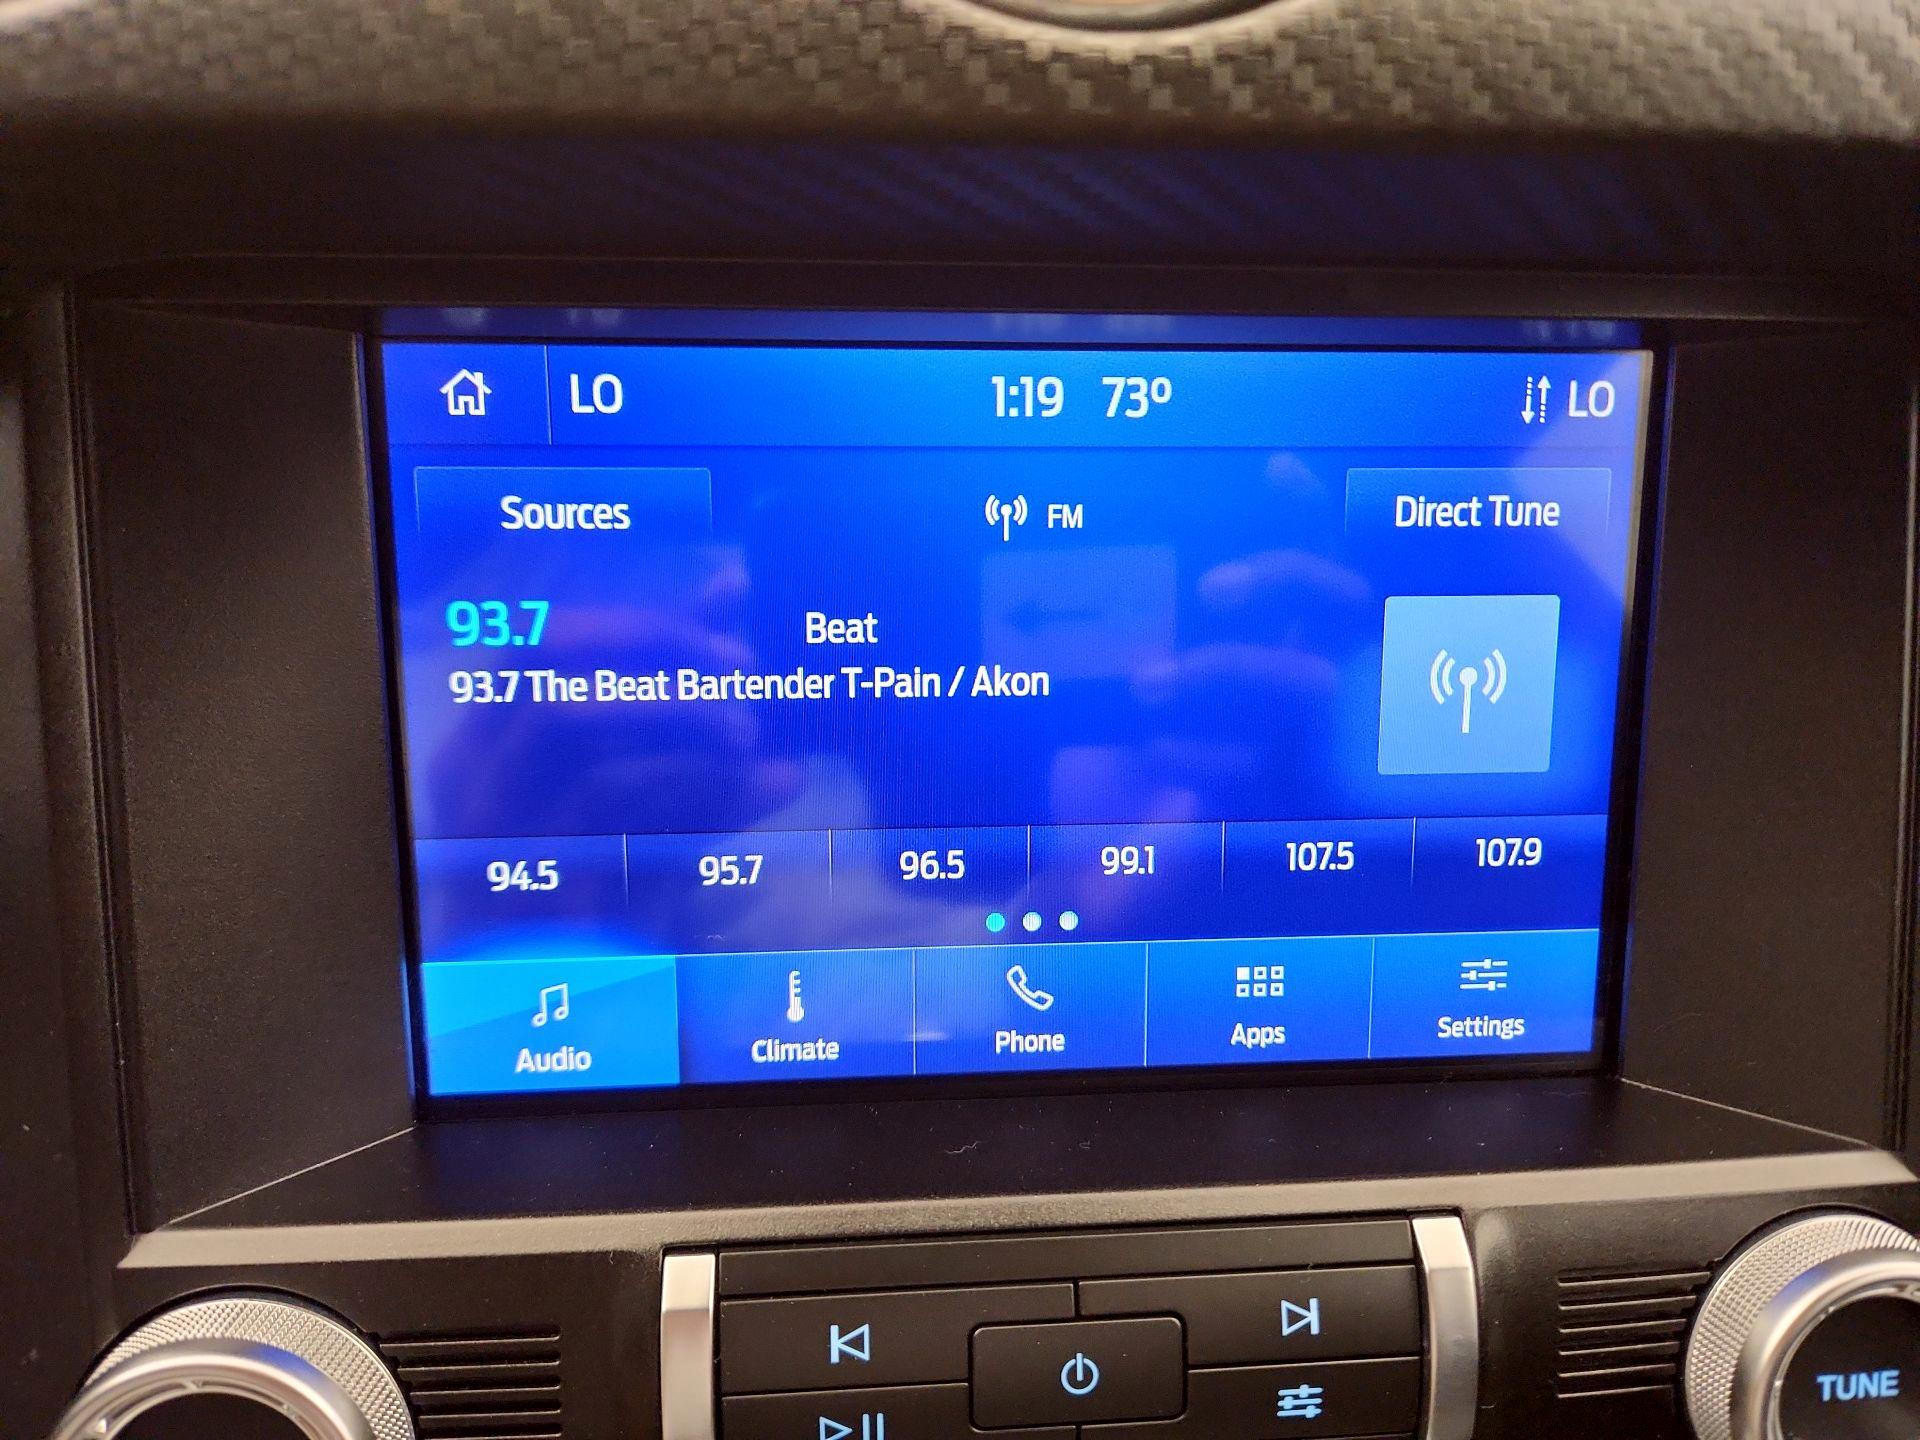 LO 1:19 73º LO
Sources FM Direct Tune
93.7 Beat
93.7 The Beat Bartender T-Pain / Akon
94.5 95.7 96.5 99.1 107.5 107.9
Audio Climate Phone Apps Settings
TUNE